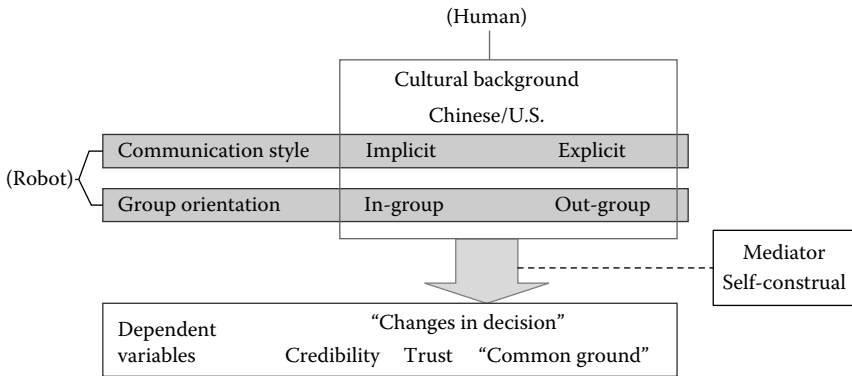 (Human)
Cultural background
Chinese/U.S.
(Robot)
Communication style Implicit Explicit
Group orientation In-group Out-group
Mediator
Self-construal
Dependent variables
“Changes in decision”
Credibility Trust “Common ground”